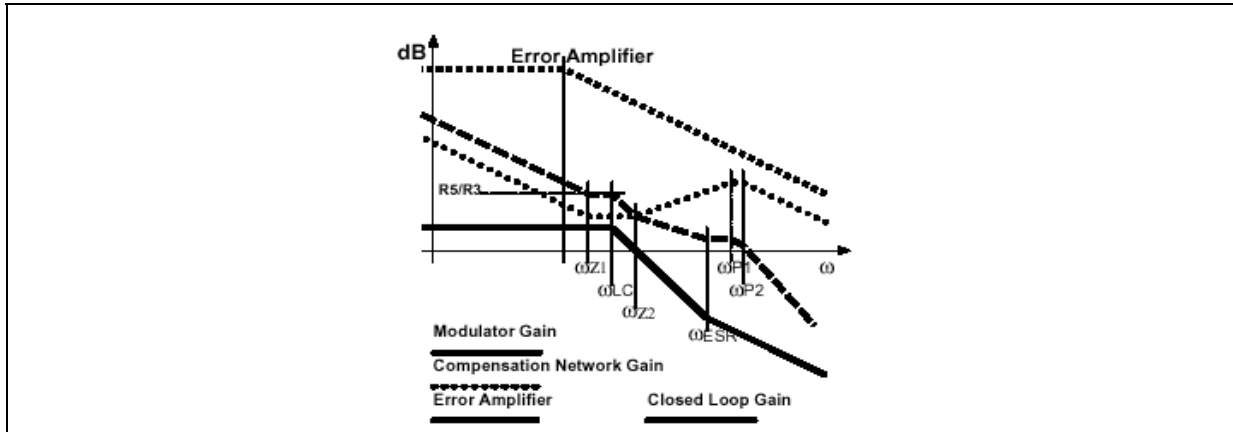 dB
Error Amplifier
R5/R3
ωZ1
ωLC
ωZ2
ωESR
ωP1
ωP2
ω
Modulator Gain
Compensation Network Gain
Error Amplifier
Closed Loop Gain